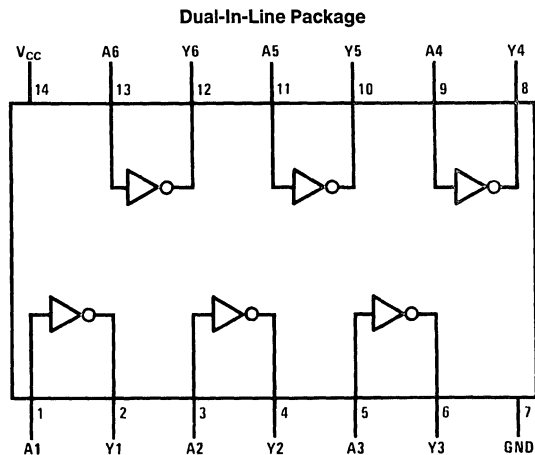 Dual-In-Line Package
VCC A6 Y6 A5 Y5 A4 Y4
14 13 12 11 10 9 8
1 2 3 4 5 6 7
A1 Y1 A2 Y2 A3 Y3 GND